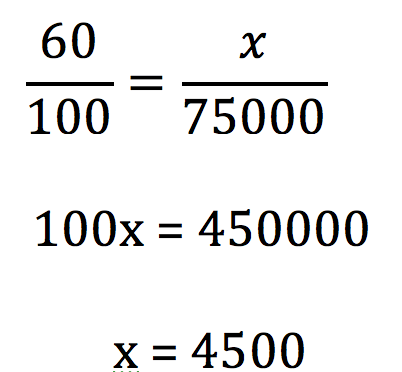 60/100 = x/75000
100x = 450000
x = 4500